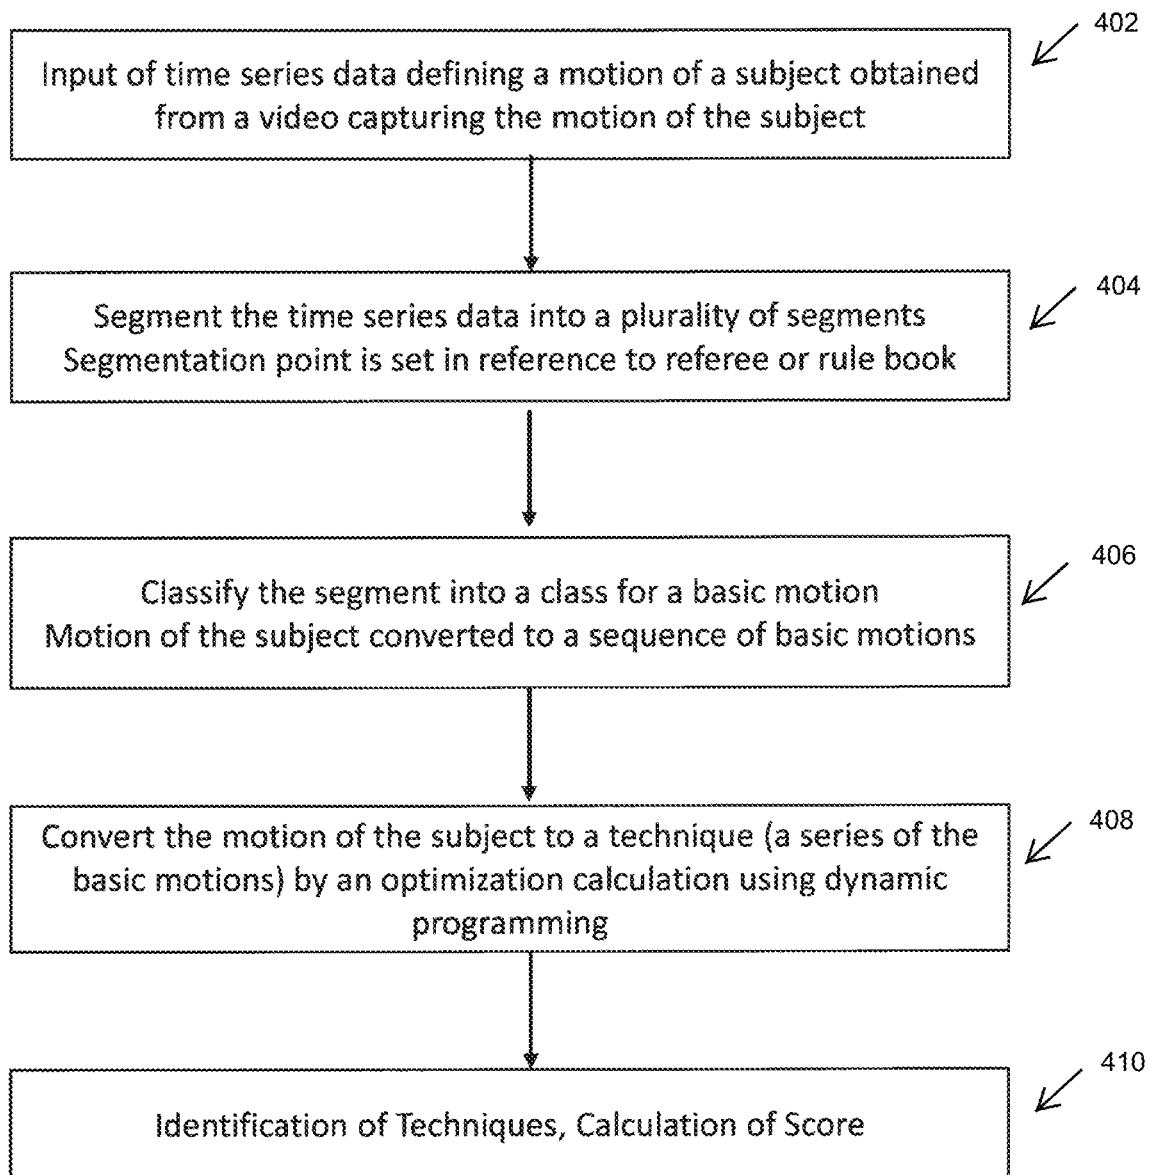 402
Input of time series data defining a motion of a subject obtained
from a video capturing the motion of the subject
404
Segment the time series data into a plurality of segments
Segmentation point is set in reference to referee or rule book
406
Classify the segment into a class for a basic motion
Motion of the subject converted to a sequence of basic motions
408
Convert the motion of the subject to a technique (a series of the
basic motions) by an optimization calculation using dynamic
programming
410
Identification of Techniques, Calculation of Score